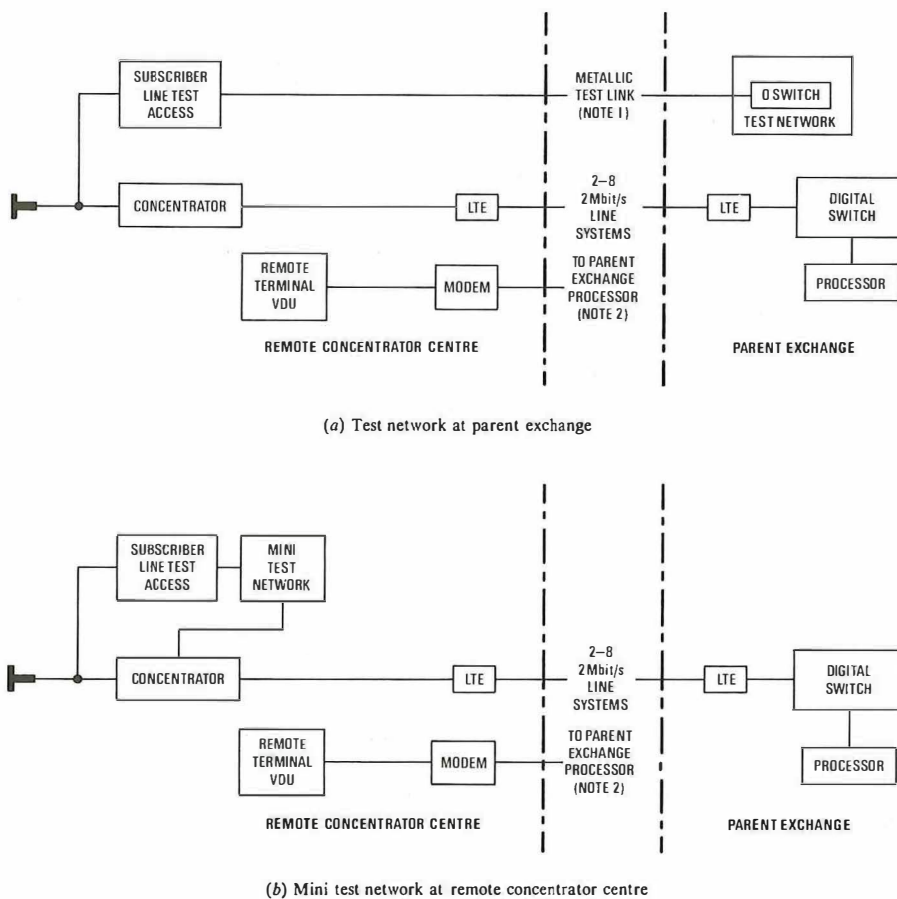 SUBSCRIBER
LINE TEST
ACCESS
METALLIC
TEST LINK
(NOTE 1)
O SWITCH
TEST NETWORK
CONCENTRATOR
LTE
2–8
2Mbit/s
LINE
SYSTEMS
LTE
DIGITAL
SWITCH
REMOTE
TERMINAL
VDU
MODEM
TO PARENT
EXCHANGE
PROCESSOR
(NOTE 2)
PROCESSOR
REMOTE CONCENTRATOR CENTRE
PARENT EXCHANGE
(a) Test network at parent exchange
SUBSCRIBER
LINE TEST
ACCESS
MINI
TEST
NETWORK
CONCENTRATOR
LTE
2–8
2Mbit/s
LINE
SYSTEMS
LTE
DIGITAL
SWITCH
REMOTE
TERMINAL
VDU
MODEM
TO PARENT
EXCHANGE
PROCESSOR
(NOTE 2)
PROCESSOR
REMOTE CONCENTRATOR CENTRE
PARENT EXCHANGE
(b) Mini test network at remote concentrator centre